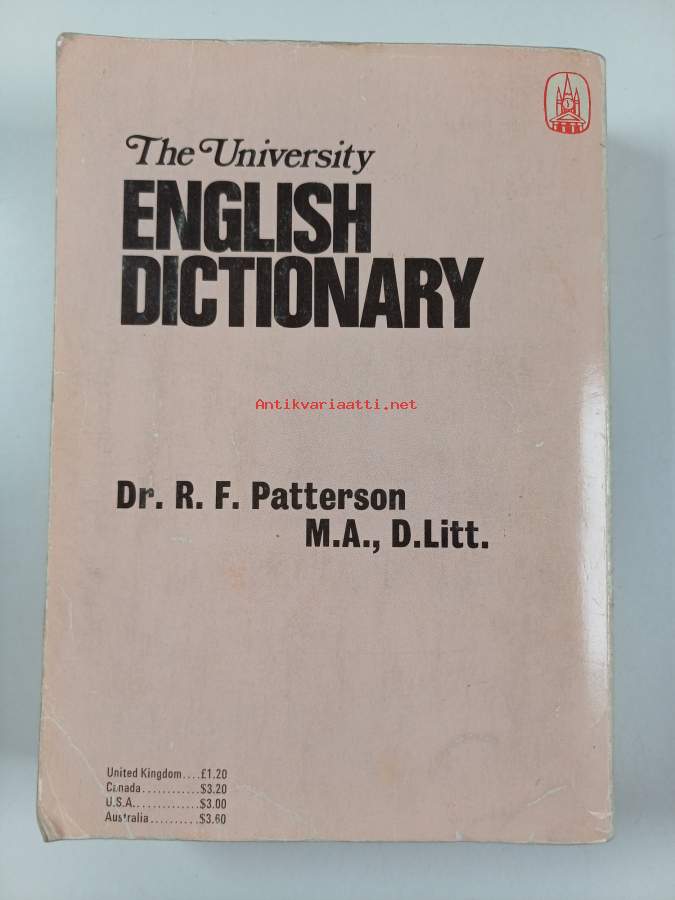 The University
ENGLISH
DICTIONARY
Antikvariaatti.net
Dr. R. F. Patterson
M.A., D.Litt.
United Kingdom....£1.20
Canada............$3.20
U.S.A..............$3.00
Australia..........$3.60